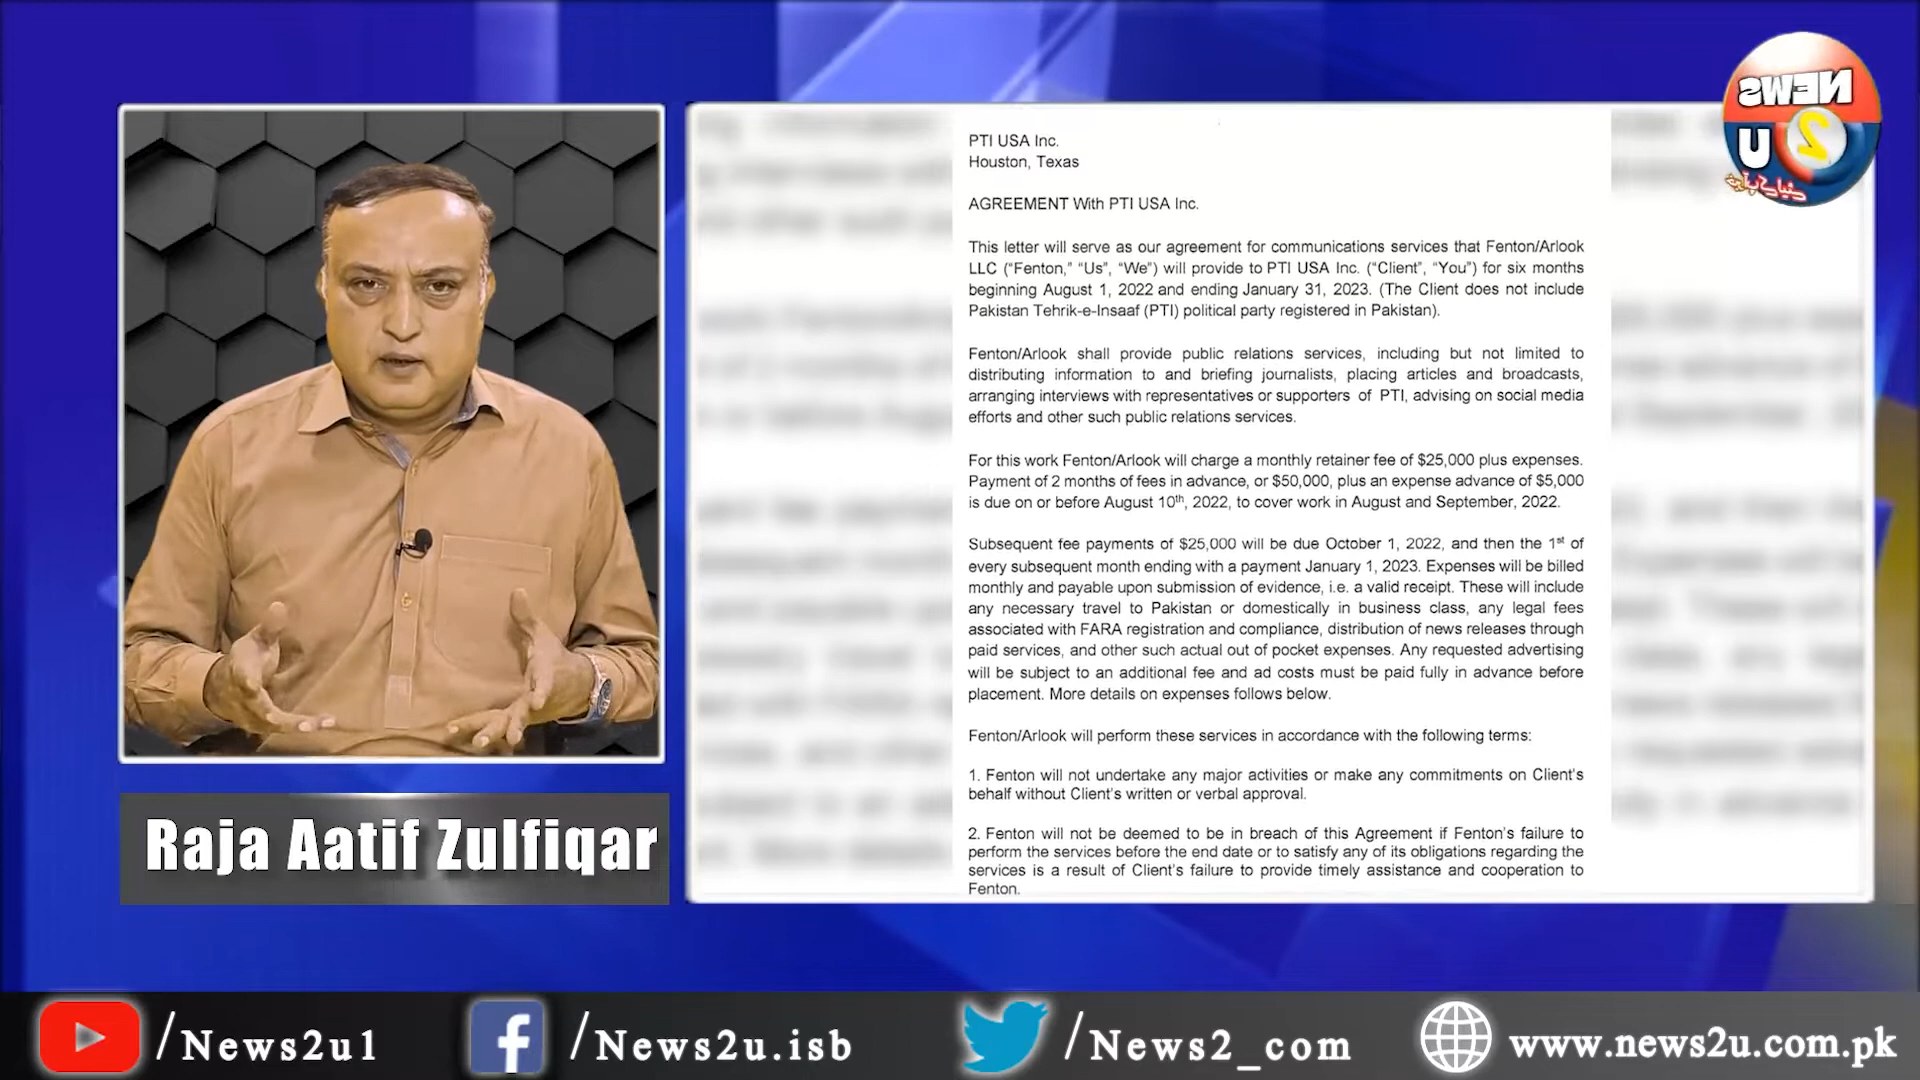 NEWS
2
U
PTI USA Inc.
Houston, Texas
AGREEMENT With PTI USA Inc.
This letter will serve as our agreement for communications services that Fenton/Arlook
LLC (“Fenton,” “Us”, “We”) will provide to PTI USA Inc. (“Client”, “You”) for six months
beginning August 1, 2022 and ending January 31, 2023. (The Client does not include
Pakistan Tehrik-e-Insaaf (PTI) political party registered in Pakistan).
Fenton/Arlook shall provide public relations services, including but not limited to
distributing information to and briefing journalists, placing articles and broadcasts,
arranging interviews with representatives or supporters of PTI, advising on social media
efforts and other such public relations services.
For this work Fenton/Arlook will charge a monthly retainer fee of $25,000 plus expenses.
Payment of 2 months of fees in advance, or $50,000, plus an expense advance of $5,000
is due on or before August 10th, 2022, to cover work in August and September, 2022.
Subsequent fee payments of $25,000 will be due October 1, 2022, and then the 1st of
every subsequent month ending with a payment January 1, 2023. Expenses will be billed
monthly and payable upon submission of evidence, i.e. a valid receipt. These will include
any necessary travel to Pakistan or domestically in business class, any legal fees
associated with FARA registration and compliance, distribution of news releases through
paid services, and other such actual out of pocket expenses. Any requested advertising
will be subject to an additional fee and ad costs must be paid fully in advance before
placement. More details on expenses follows below.
Fenton/Arlook will perform these services in accordance with the following terms:
1. Fenton will not undertake any major activities or make any commitments on Client’s
behalf without Client’s written or verbal approval.
2. Fenton will not be deemed to be in breach of this Agreement if Fenton’s failure to
perform the services before the end date or to satisfy any of its obligations regarding the
services is a result of Client’s failure to provide timely assistance and cooperation to
Fenton.
Raja Aatif Zulfiqar
/News2u1
/News2u.isb
/News2_com
www.news2u.com.pk